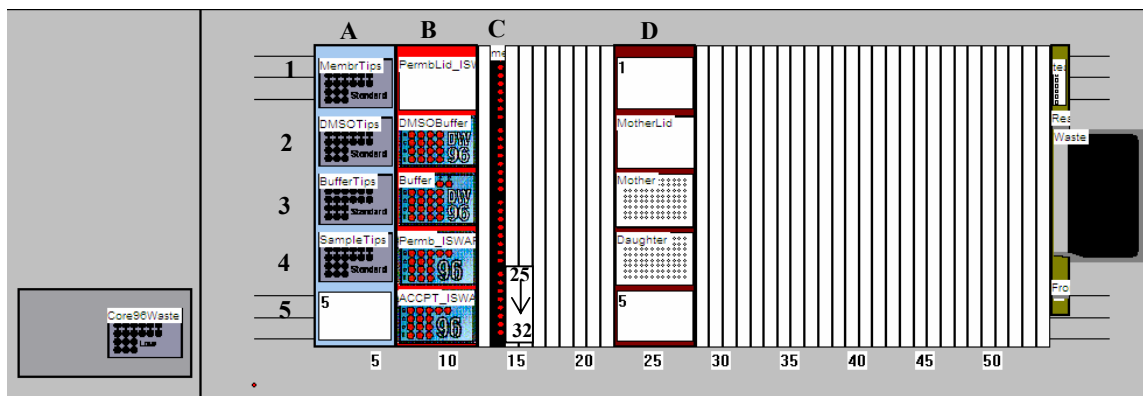 A B C D
1
MembrTips
Standard
PermbLid_ISW
me
1
2
DMSOTips
Standard
DMSOBuffer
DW
96
MotherLid
Waste
3
BufferTips
Standard
Buffer
DW
96
Mother
4
SampleTips
Standard
Permb_ISWAF
96
Daughter
25
32
5
5
ACCPT_ISWA
96
5
Fro
Core96Waste
5 10 15 20 25 30 35 40 45 50